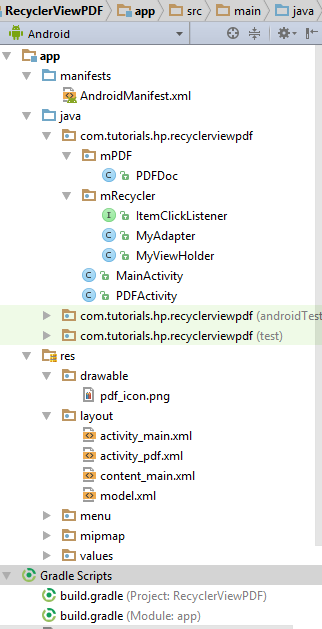 RecyclerViewPDF app src main java
Android
app
manifests
AndroidManifest.xml
java
com.tutorials.hp.recyclerviewpdf
mPDF
C PDFDoc
mRecycler
I ItemClickListener
C MyAdapter
C MyViewHolder
C MainActivity
C PDFActivity
com.tutorials.hp.recyclerviewpdf (androidTest
com.tutorials.hp.recyclerviewpdf (test)
res
drawable
pdf_icon.png
layout
activity_main.xml
activity_pdf.xml
content_main.xml
model.xml
menu
mipmap
values
Gradle Scripts
build.gradle (Project: RecyclerViewPDF)
build.gradle (Module: app)